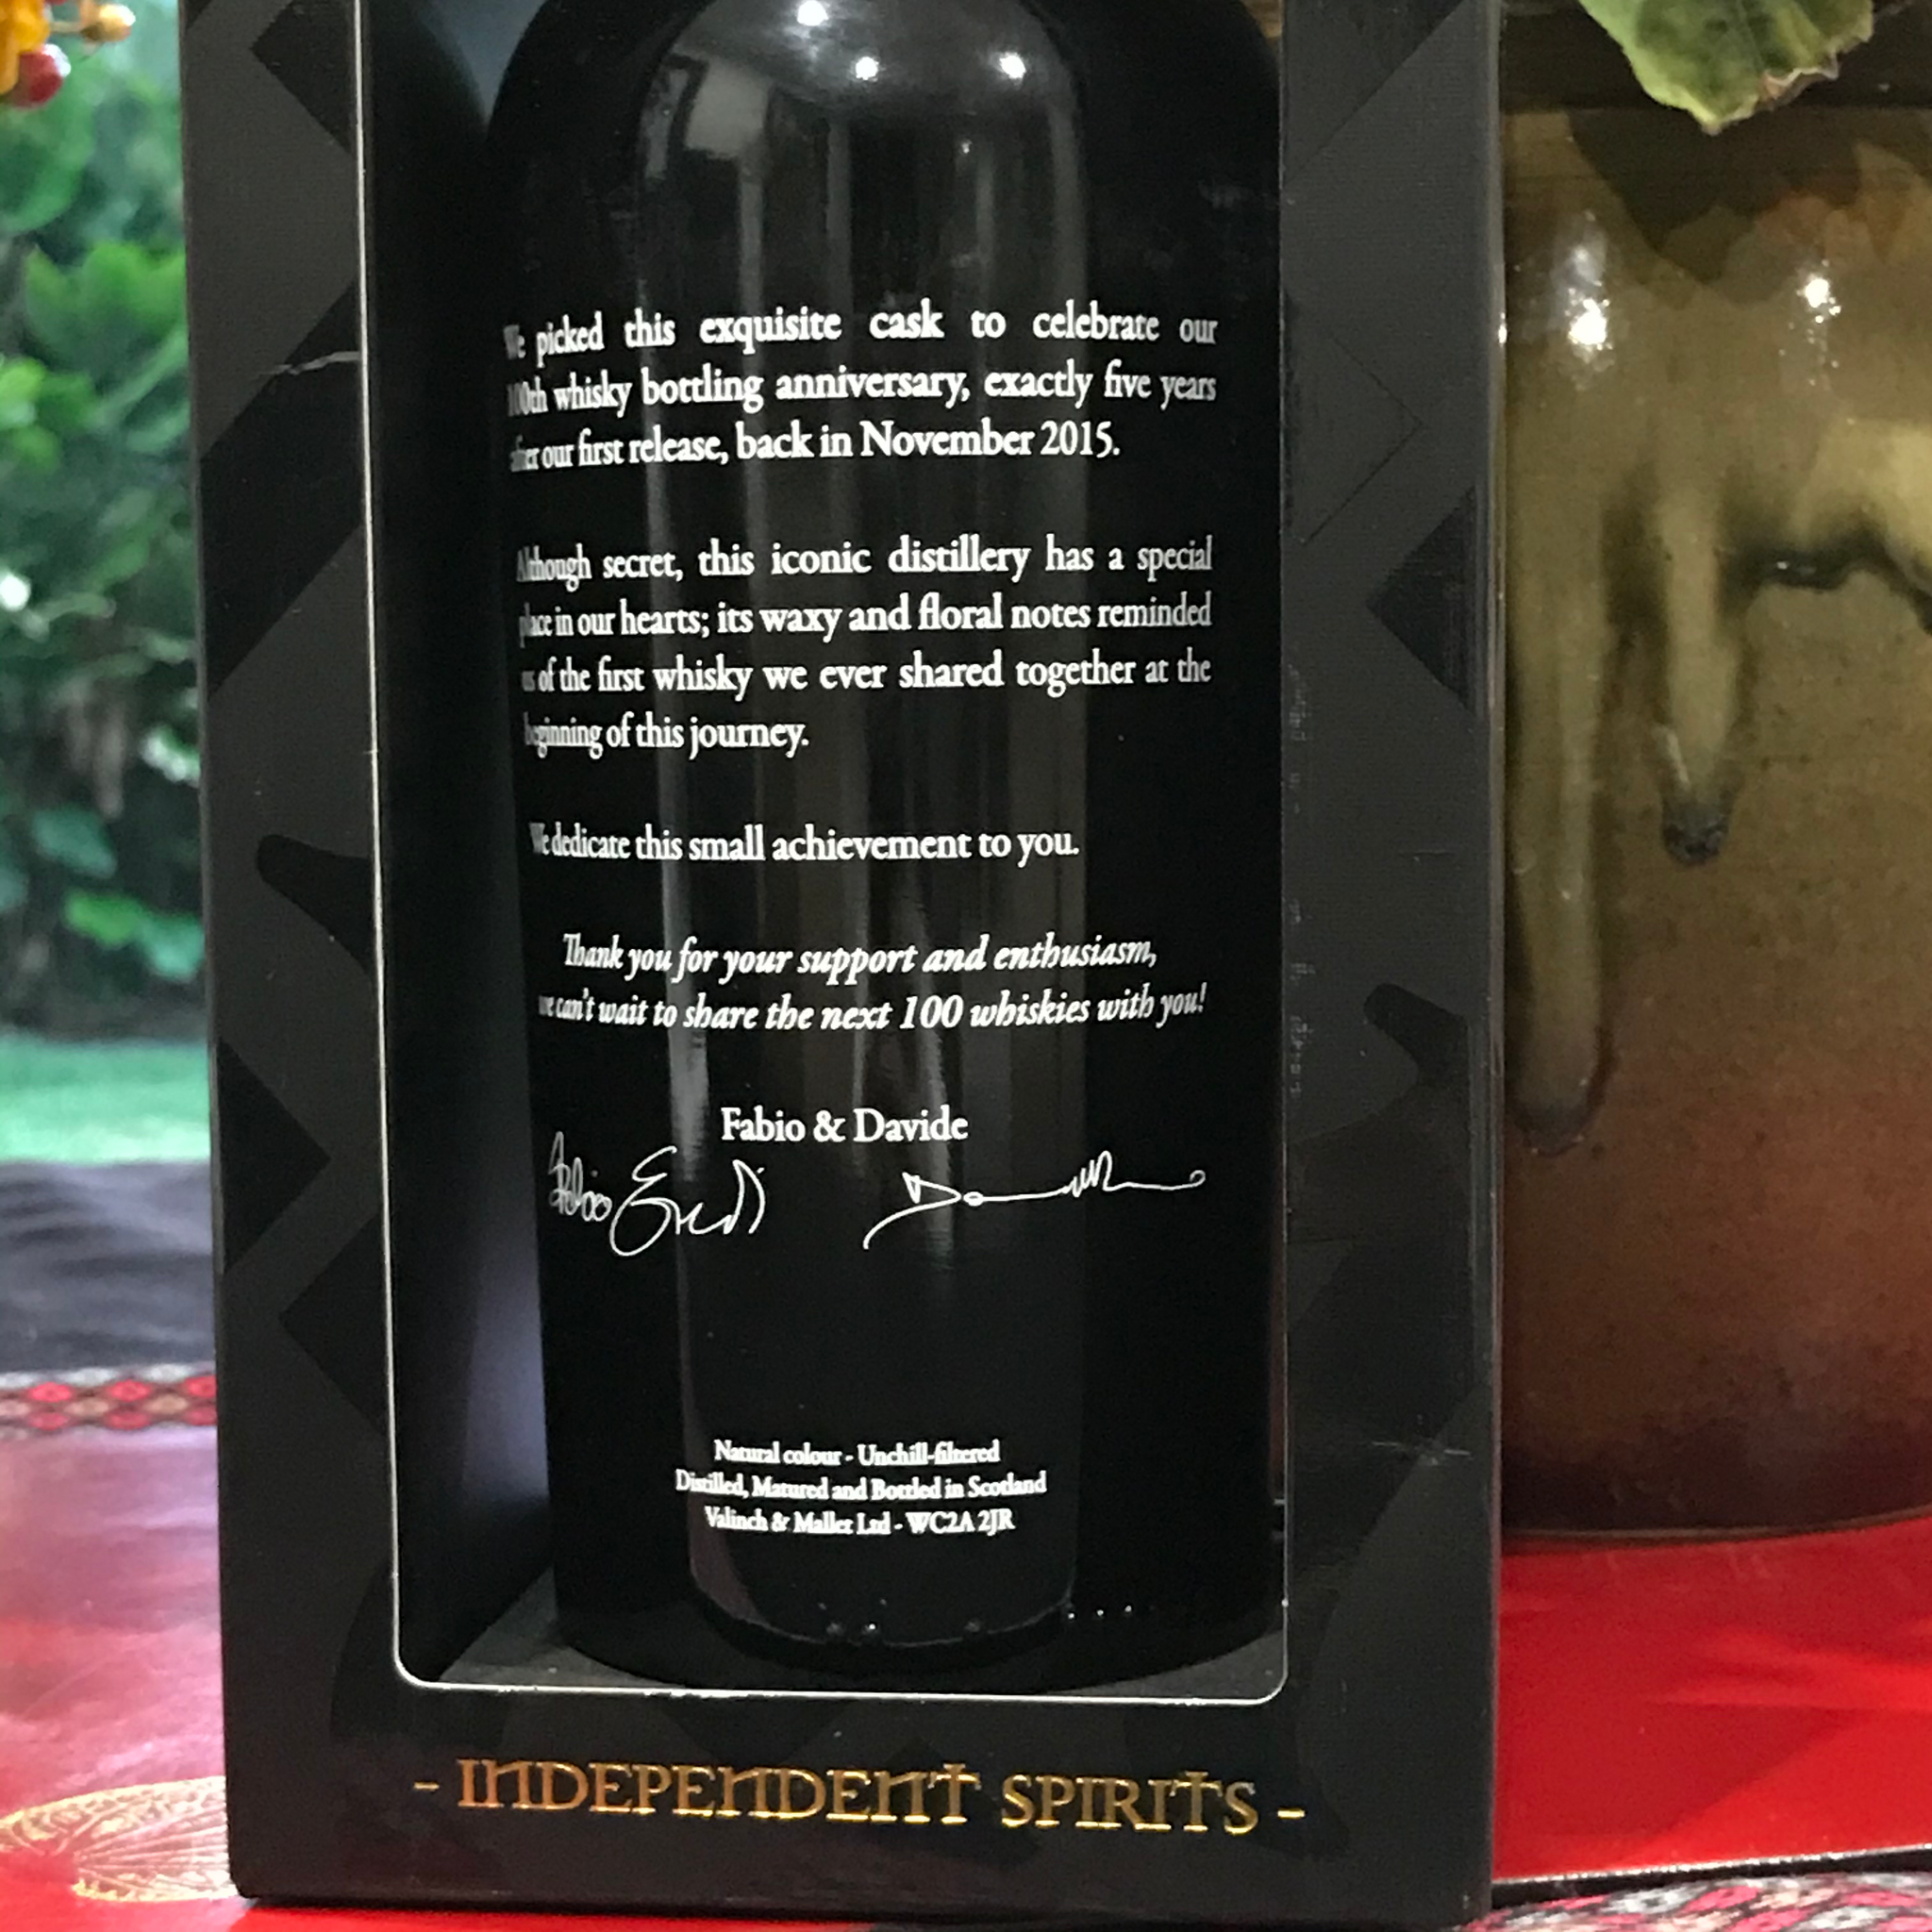 We picked this exquisite cask to celebrate our
100th whisky bottling anniversary, exactly five years
after our first release, back in November 2015.
Although secret, this iconic distillery has a special
place in our hearts; its waxy and floral notes reminded
us of the first whisky we ever shared together at the
beginning of this journey.
We dedicate this small achievement to you.
Thank you for your support and enthusiasm,
we can't wait to share the next 100 whiskies with you!
Fabio & Davide
Natural colour - Unchill-filtered
Distilled, Matured and Bottled in Scotland
Valinch & Mallet Ltd - WC2A 2JR
- INDEPENDENT SPIRITS -